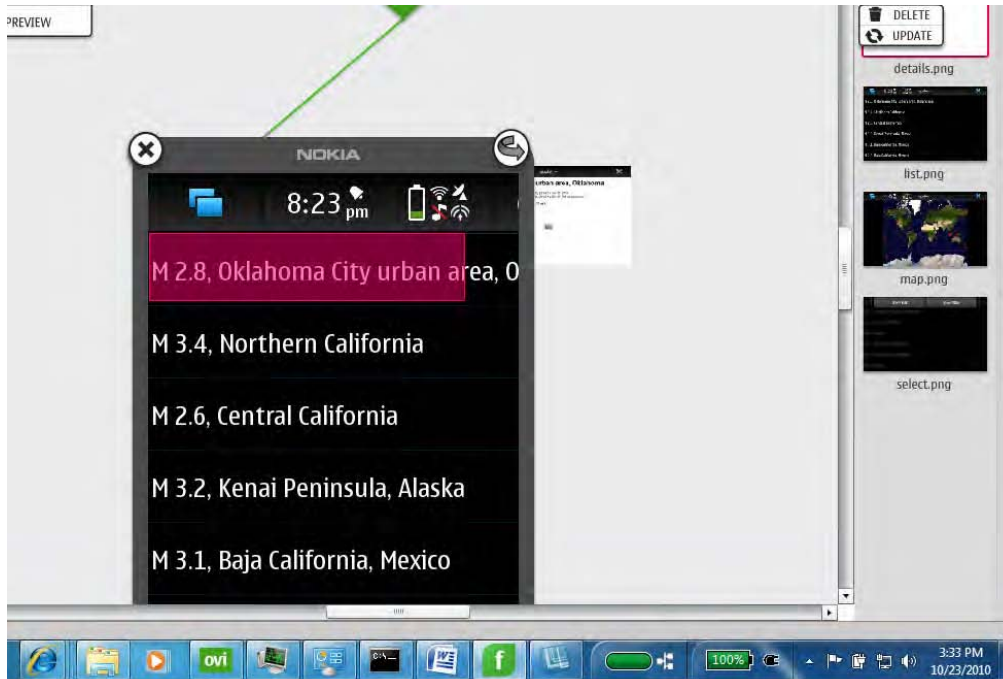 PREVIEW
DELETE
UPDATE
details.png
list.png
map.png
select.png
NOKIA
8:23 pm
M 2.8, Oklahoma City urban area, O
M 3.4, Northern California
M 2.6, Central California
M 3.2, Kenai Peninsula, Alaska
M 3.1, Baja California, Mexico
urban area, Oklahoma
ovi
C:\
W
f
100%
3:33 PM
10/23/2010